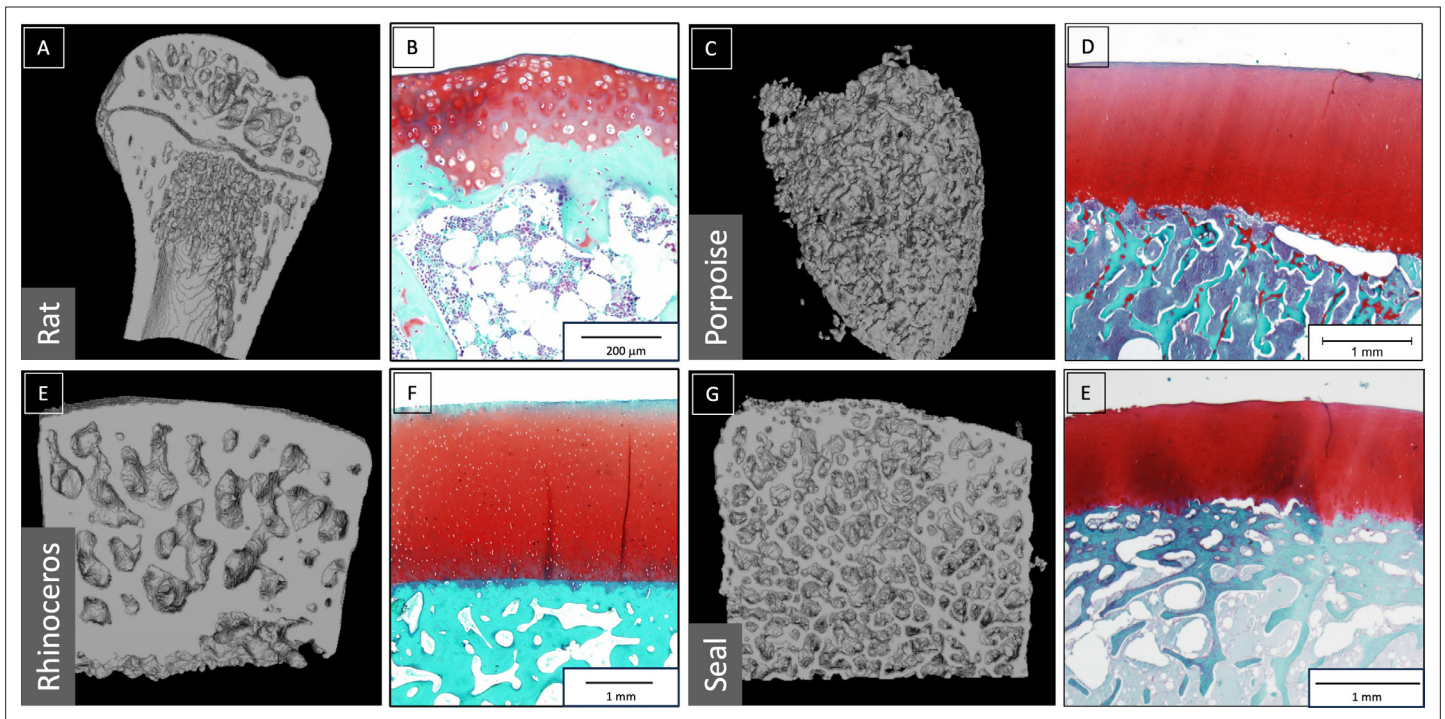 A
Rat
B
200 μm
C
Porpoise
D
1 mm
E
Rhinoceros
F
1 mm
G
Seal
E
1 mm